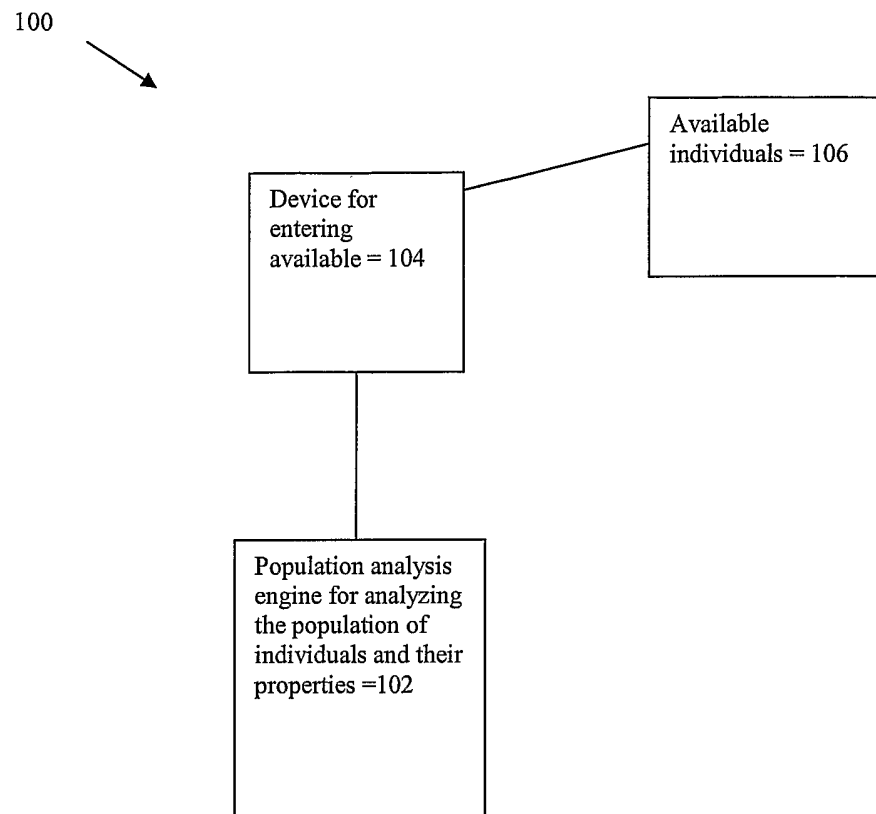 100
Available
individuals = 106
Device for
entering
available = 104
Population analysis
engine for analyzing
the population of
individuals and their
properties =102